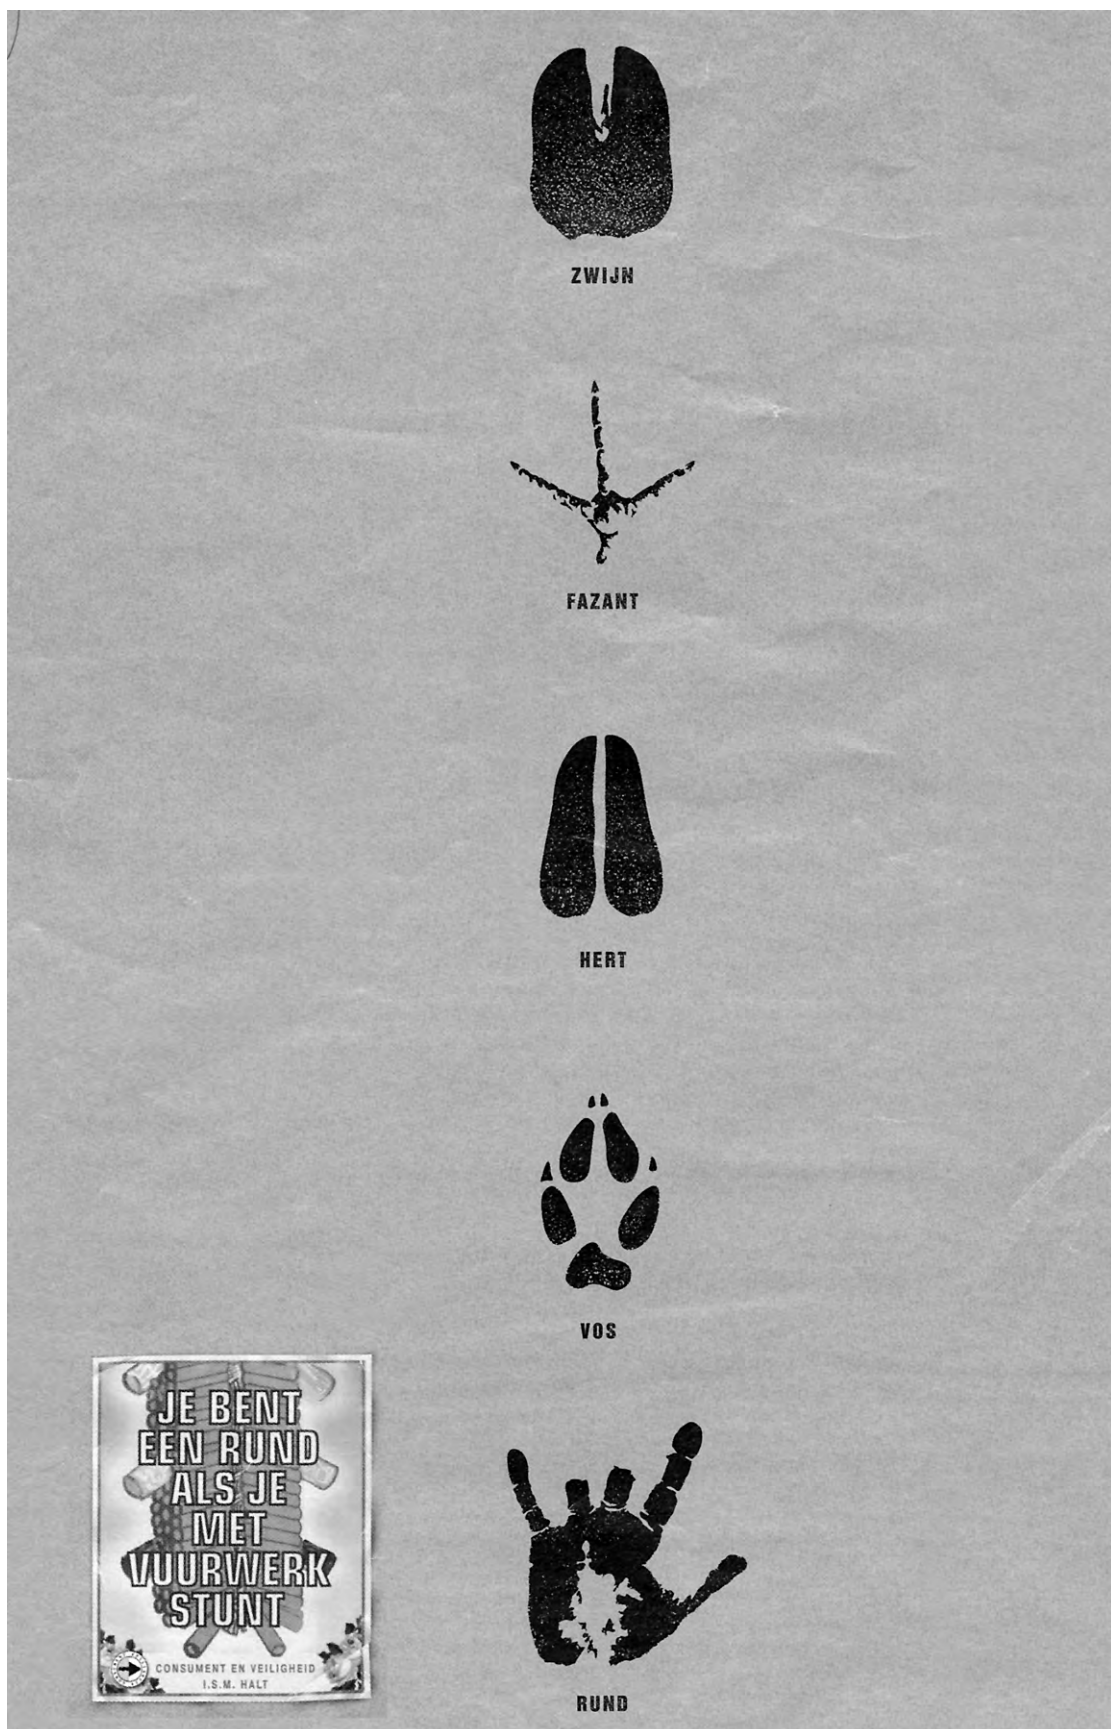 ZWIJN
FAZANT
HERT
VOS
JE BENT
EEN RUND
ALS JE
MET
VUURWERK
STUNT
CONSUMENT EN VEILIGHEID
I.S.M. HALT
RUND